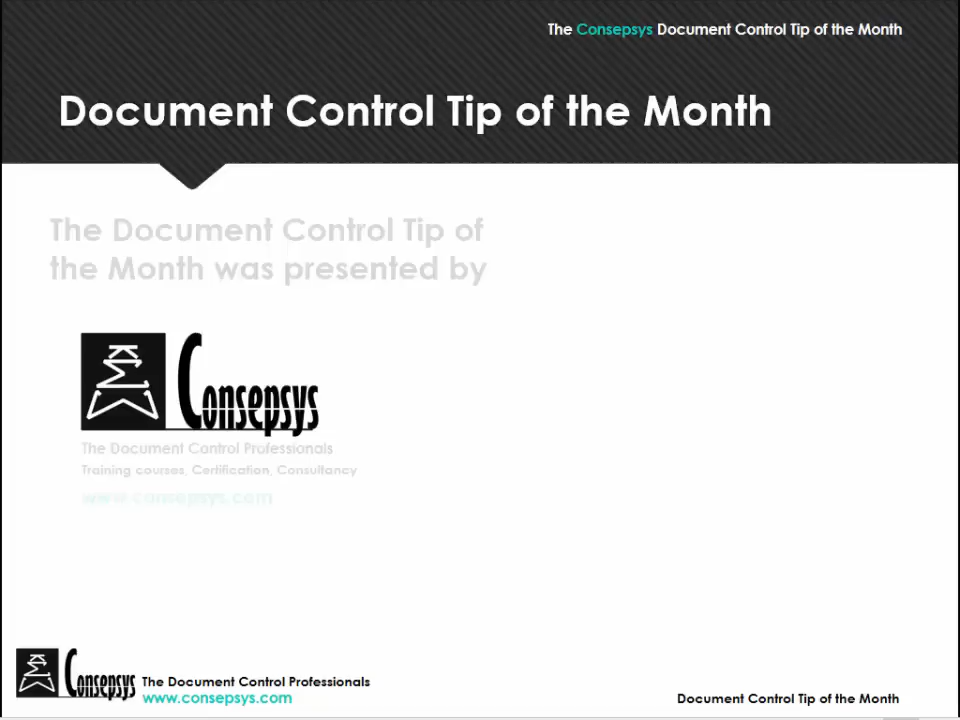 The Consepsys Document Control Tip of the Month
Document Control Tip of the Month
The Document Control Tip of
the Month was presented by
Consepsys
The Document Control Professionals
Training courses, Certification, Consultancy
www.consepsys.com
Consepsys
The Document Control Professionals
www.consepsys.com
Document Control Tip of the Month